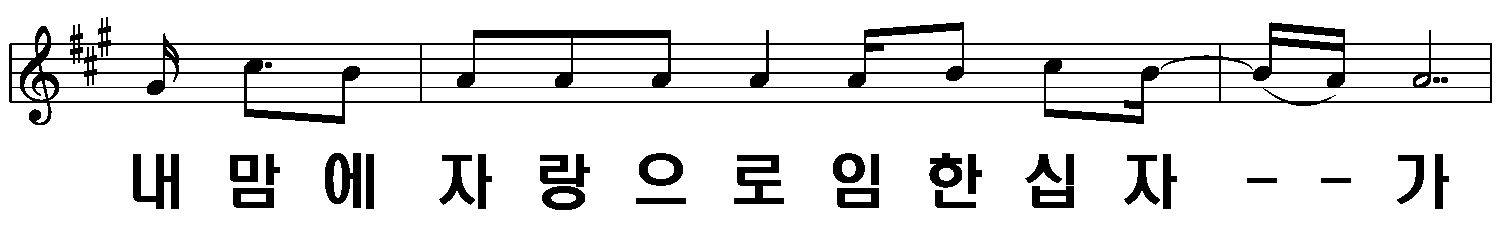 내 맘 에 자 랑 으 로 임 한 십 자 - - 가